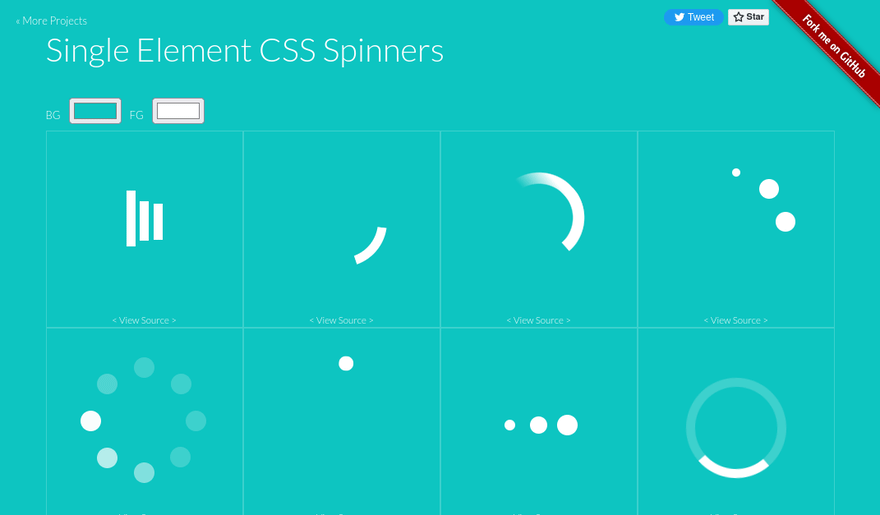 « More Projects
Tweet
Star
Fork me on GitHub
Single Element CSS Spinners
BG
FG
< View Source >
< View Source >
< View Source >
< View Source >